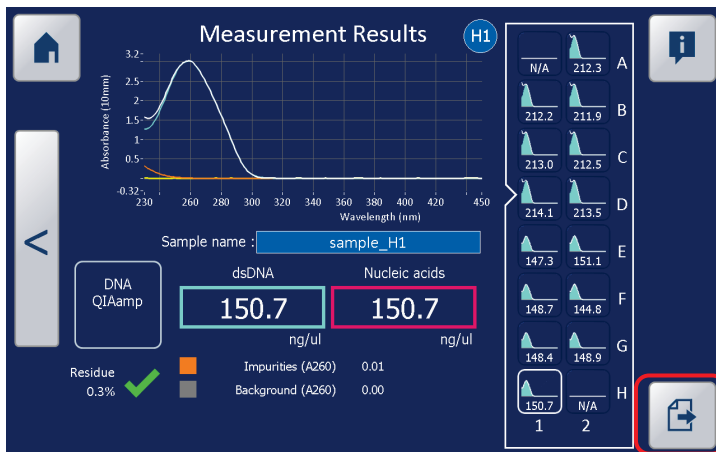 Measurement Results
H1
i
Absorbance (10mm)
3.2
2.5
2
1.5
1
0.5
-0.32
230 260 280 300 320 340 360 380 400 420 450
Wavelength (nm)
Sample name : sample_H1
DNA
QIAamp
dsDNA
150.7
ng/ul
Nucleic acids
150.7
ng/ul
Residue
0.3%
Impurities (A260) 0.01
Background (A260) 0.00
N/A 212.3 A
212.2 211.9 B
213.0 212.5 C
214.1 213.5 D
147.3 151.1 E
148.7 144.8 F
148.4 148.9 G
150.7 N/A H
1 2
<